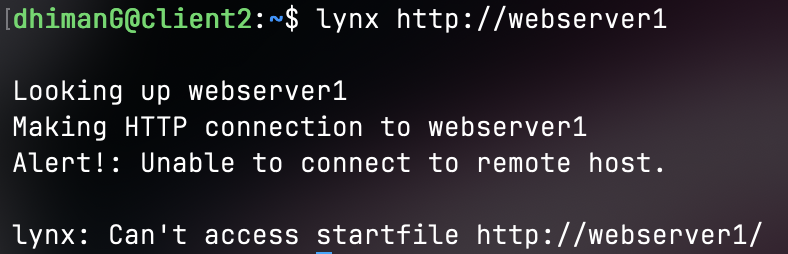 [dhimanG@client2:~$ lynx http://webserver1
Looking up webserver1
Making HTTP connection to webserver1
Alert!: Unable to connect to remote host.
lynx: Can't access startfile http://webserver1/